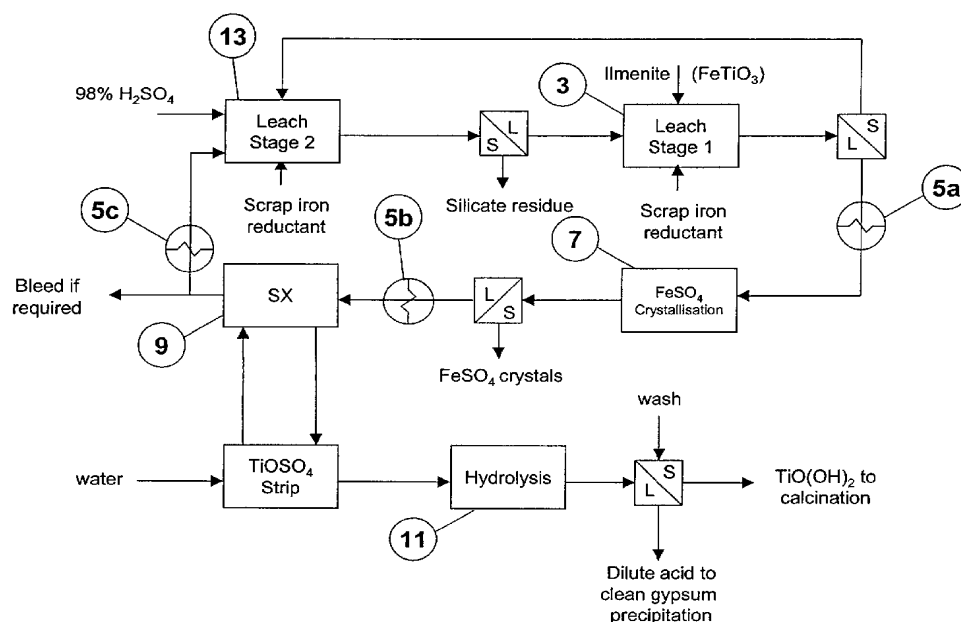 13
98% H2SO4
Leach
Stage 2
Scrap iron
reductant
L
S
Silicate residue
Ilmenite (FeTiO3)
3
Leach
Stage 1
Scrap iron
reductant
S
L
5a
5c
5b
7
FeSO4
Crystallisation
L
S
FeSO4 crystals
Bleed if
required
SX
9
water
TiOSO4
Strip
Hydrolysis
11
wash
S
L
TiO(OH)2 to
calcination
Dilute acid to
clean gypsum
precipitation